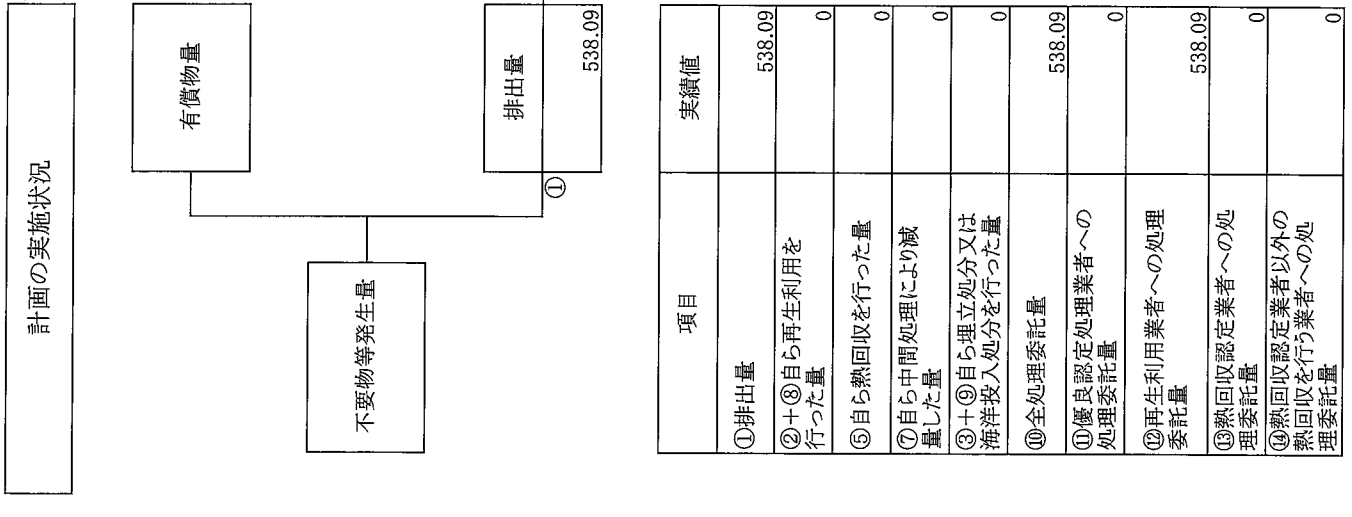 計画の実施状況
有償物量
不要物等発生量
①
排出量
538.09
項目
実績値
①排出量
538.09
②+⑧自ら再生利用を
行った量
0
⑤自ら熱回収を行った量
0
⑦自ら中間処理により減
量した量
0
③+⑨自ら埋立処分又は
海洋投入処分を行った量
0
⑩全処理委託量
538.09
⑪優良認定処理業者への
処理委託量
0
⑫再生利用業者への処理
委託量
538.09
⑬熱回収認定業者への処
理委託量
0
⑭熱回収認定業者以外の
熱回収を行う業者への処
理委託量
0